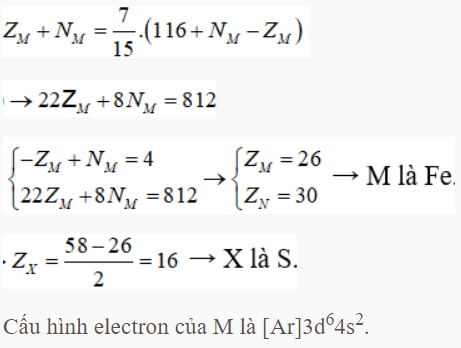 Z_M + N_M = 7/15 .(116 + N_M − Z_M)
→ 22Z_M + 8N_M = 812
{−Z_M + N_M = 4; 22Z_M + 8N_M = 812 → {Z_M = 26; Z_N = 30 → M là Fe.
· Z_X = (58 − 26)/2 = 16 → X là S.
Cấu hình electron của M là [Ar]3d⁶4s².